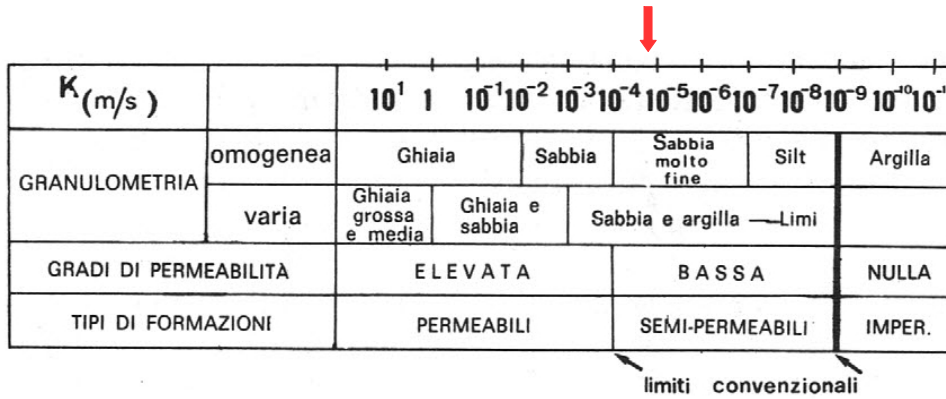 K(m/s) 10¹ 1 10⁻¹ 10⁻² 10⁻³ 10⁻⁴ 10⁻⁵ 10⁻⁶ 10⁻⁷ 10⁻⁸ 10⁻⁹ 10⁻¹⁰
GRANULOMETRIA
omogenea
Ghiaia
Sabbia
Sabbia
molto
fine
Silt
Argilla
varia
Ghiaia
grossa
e media
Ghiaia e
sabbia
Sabbia e argilla — Limi
GRADI DI PERMEABILITÀ
ELEVATA
BASSA
NULLA
TIPI DI FORMAZIONE
PERMEABILI
SEMI-PERMEABILI
IMPER.
limiti convenzionali